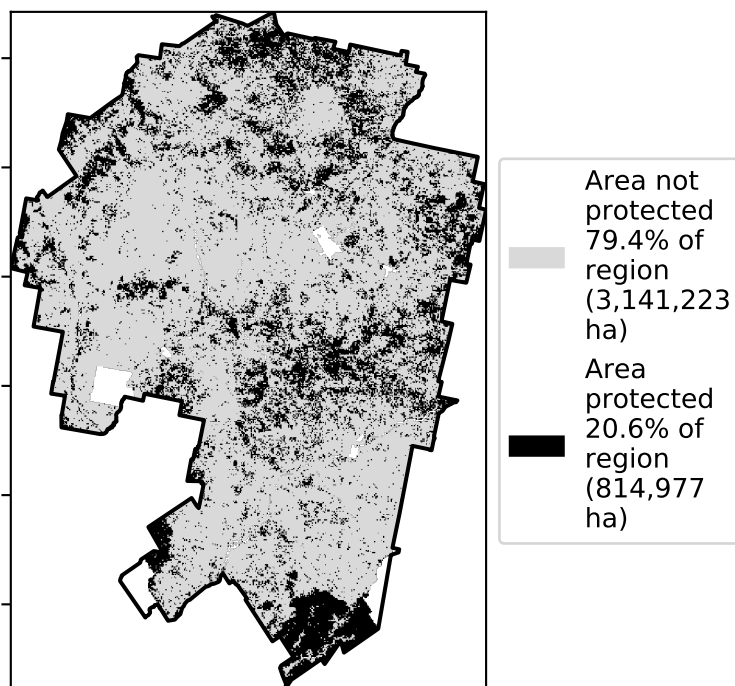 Area not
protected
79.4% of
region
(3,141,223
ha)
Area
protected
20.6% of
region
(814,977
ha)